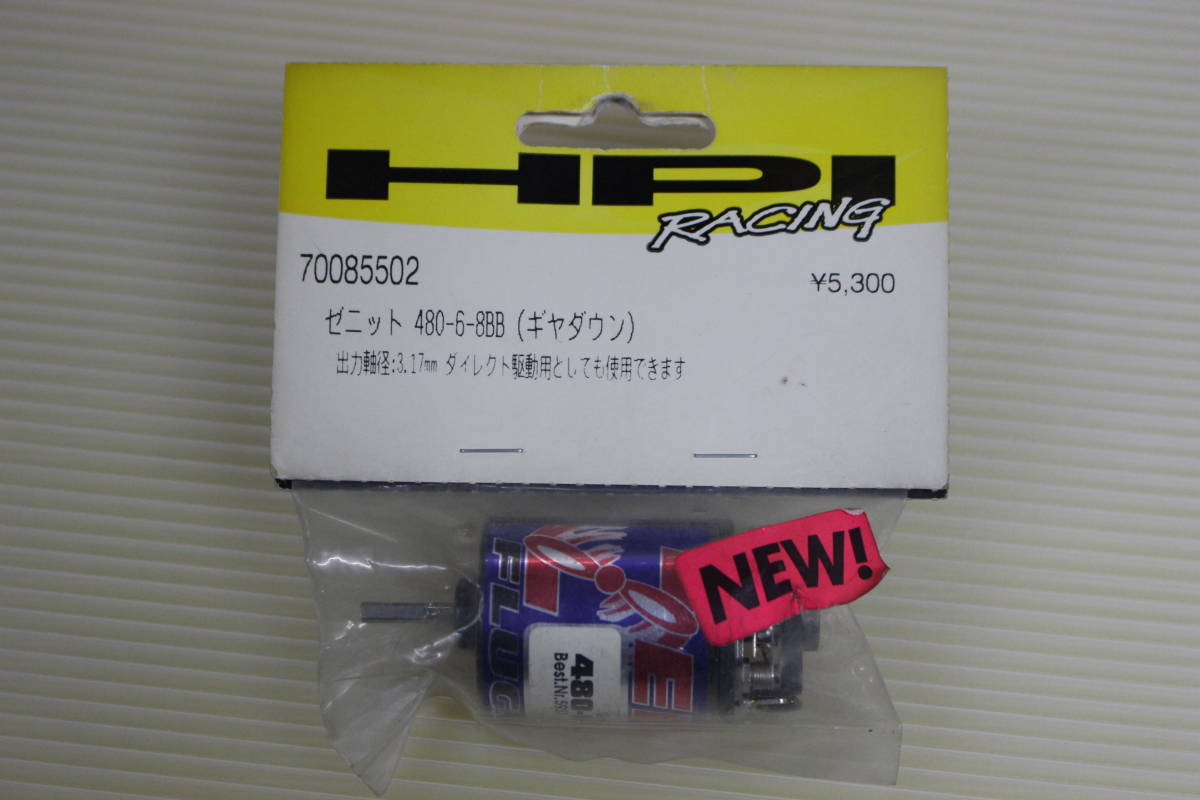 HPI
RACING
70085502
¥5,300
ゼニット 480-6-8BB (ギヤダウン)
出力軸径:3.17mm ダイレクト駆動用としても使用できます
NEW!
FLUG
480-
Best.Nr.